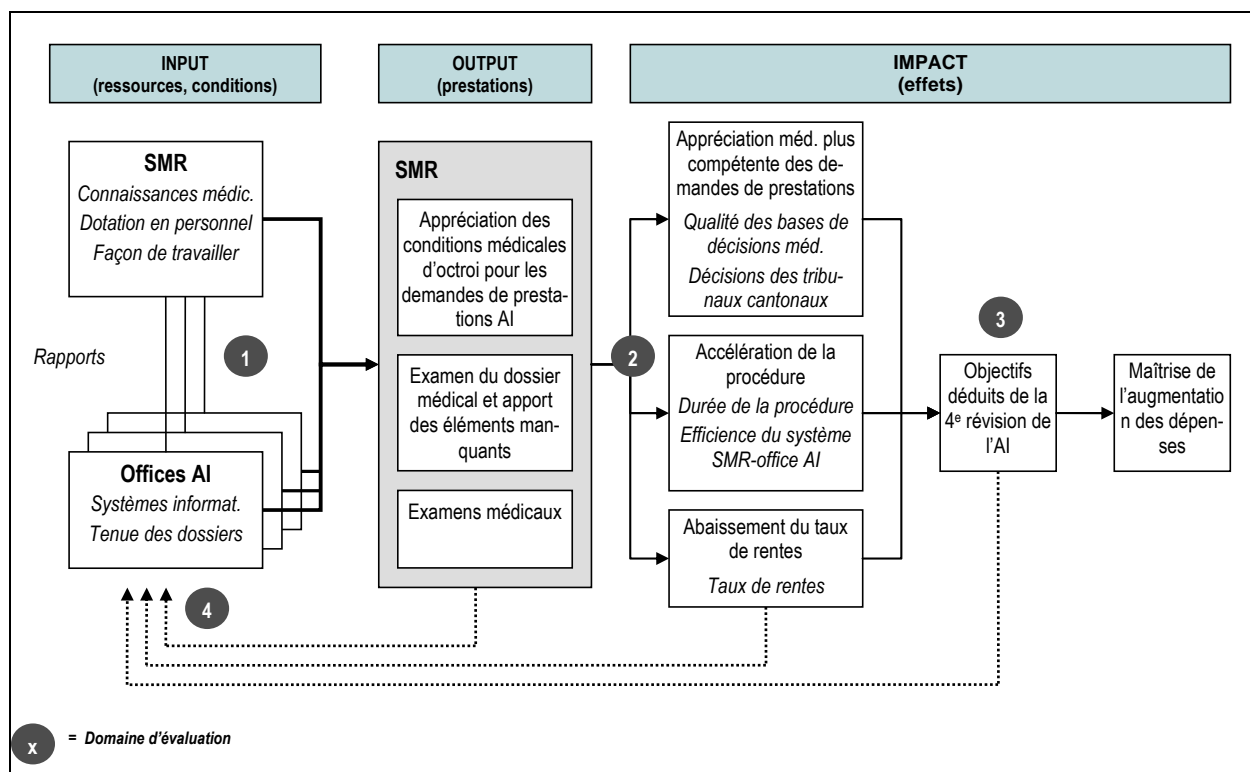 INPUT
(ressources, conditions)
OUTPUT
(prestations)
IMPACT
(effets)
SMR
Connaissances médic.
Dotation en personnel
Façon de travailler
Rapports
1
Offices AI
Systèmes informat.
Tenue des dossiers
4
SMR
Appréciation des
conditions médicales
d’octroi pour les
demandes de presta-
tions AI
Examen du dossier
médical et apport
des éléments man-
quants
Examens médicaux
2
Appréciation méd. plus
compétente des de-
mandes de prestations
Qualité des bases de
décisions méd.
Décisions des tribu-
naux cantonaux
Accélération de la
procédure
Durée de la procédure
Efficience du système
SMR-office AI
Abaissement du taux
de rentes
Taux de rentes
3
Objectifs
déduits de la
4e révision de
l’AI
Maîtrise de
l’augmentatio
n des dépen-
ses
x
= Domaine d’évaluation